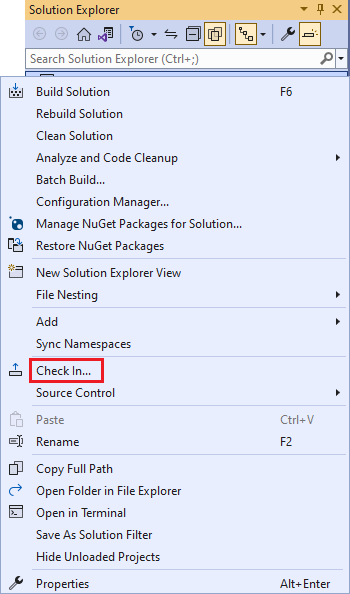 Solution Explorer
Search Solution Explorer (Ctrl+;)
Build Solution F6
Rebuild Solution
Clean Solution
Analyze and Code Cleanup
Batch Build...
Configuration Manager...
Manage NuGet Packages for Solution...
Restore NuGet Packages
New Solution Explorer View
File Nesting
Add
Sync Namespaces
Check In...
Source Control
Paste Ctrl+V
Rename F2
Copy Full Path
Open Folder in File Explorer
Open in Terminal
Save As Solution Filter
Hide Unloaded Projects
Properties Alt+Enter